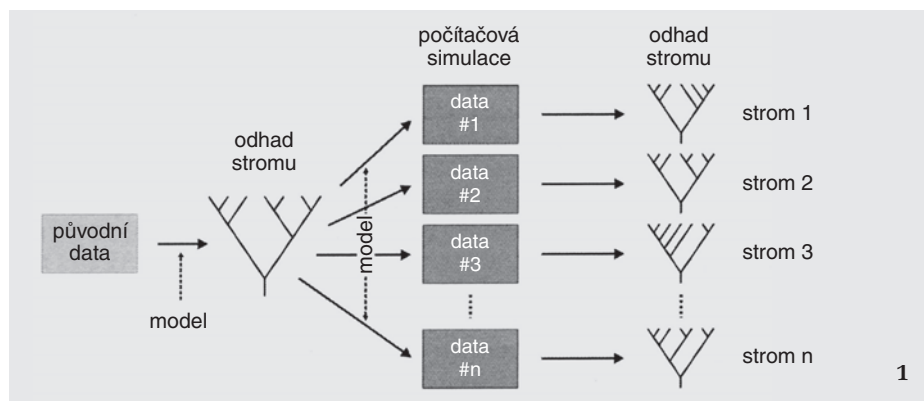 počítačová
simulace
odhad
stromu
data
#1
strom 1
odhad
stromu
data
#2
strom 2
původní
data
model
data
#3
strom 3
model
data
#n
strom n
1